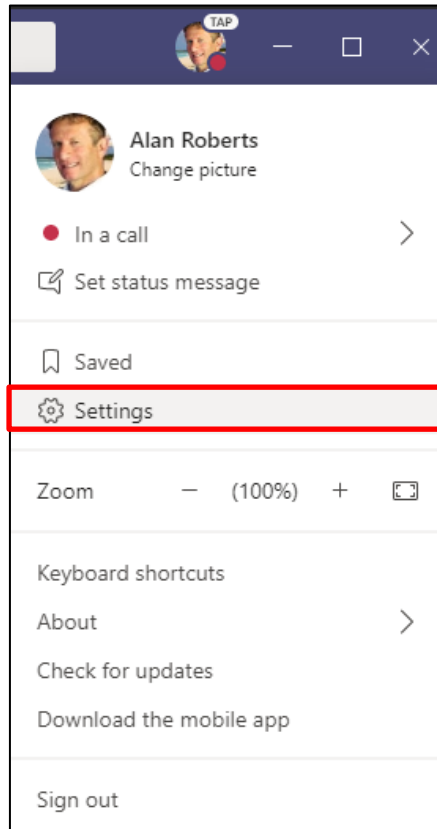 TAP
Alan Roberts
Change picture
In a call
Set status message
Saved
Settings
Zoom − (100%) +
Keyboard shortcuts
About
Check for updates
Download the mobile app
Sign out